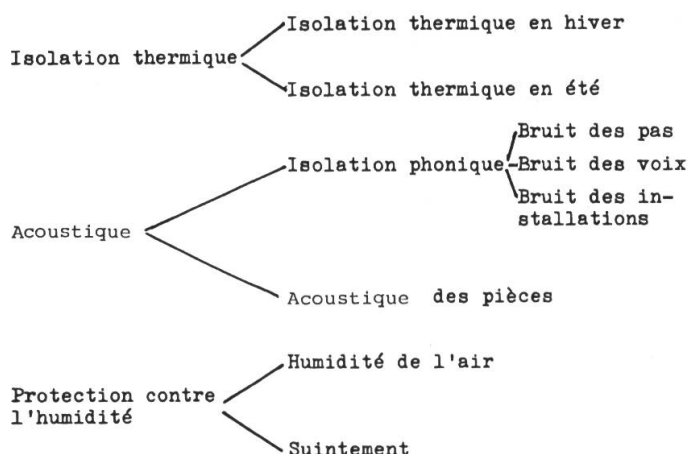 Isolation thermique
Isolation thermique en hiver
Isolation thermique en été
Acoustique
Isolation phonique
Bruit des pas
Bruit des voix
Bruit des in-
stallations
Acoustique des pièces
Protection contre
l'humidité
Humidité de l'air
Suintement